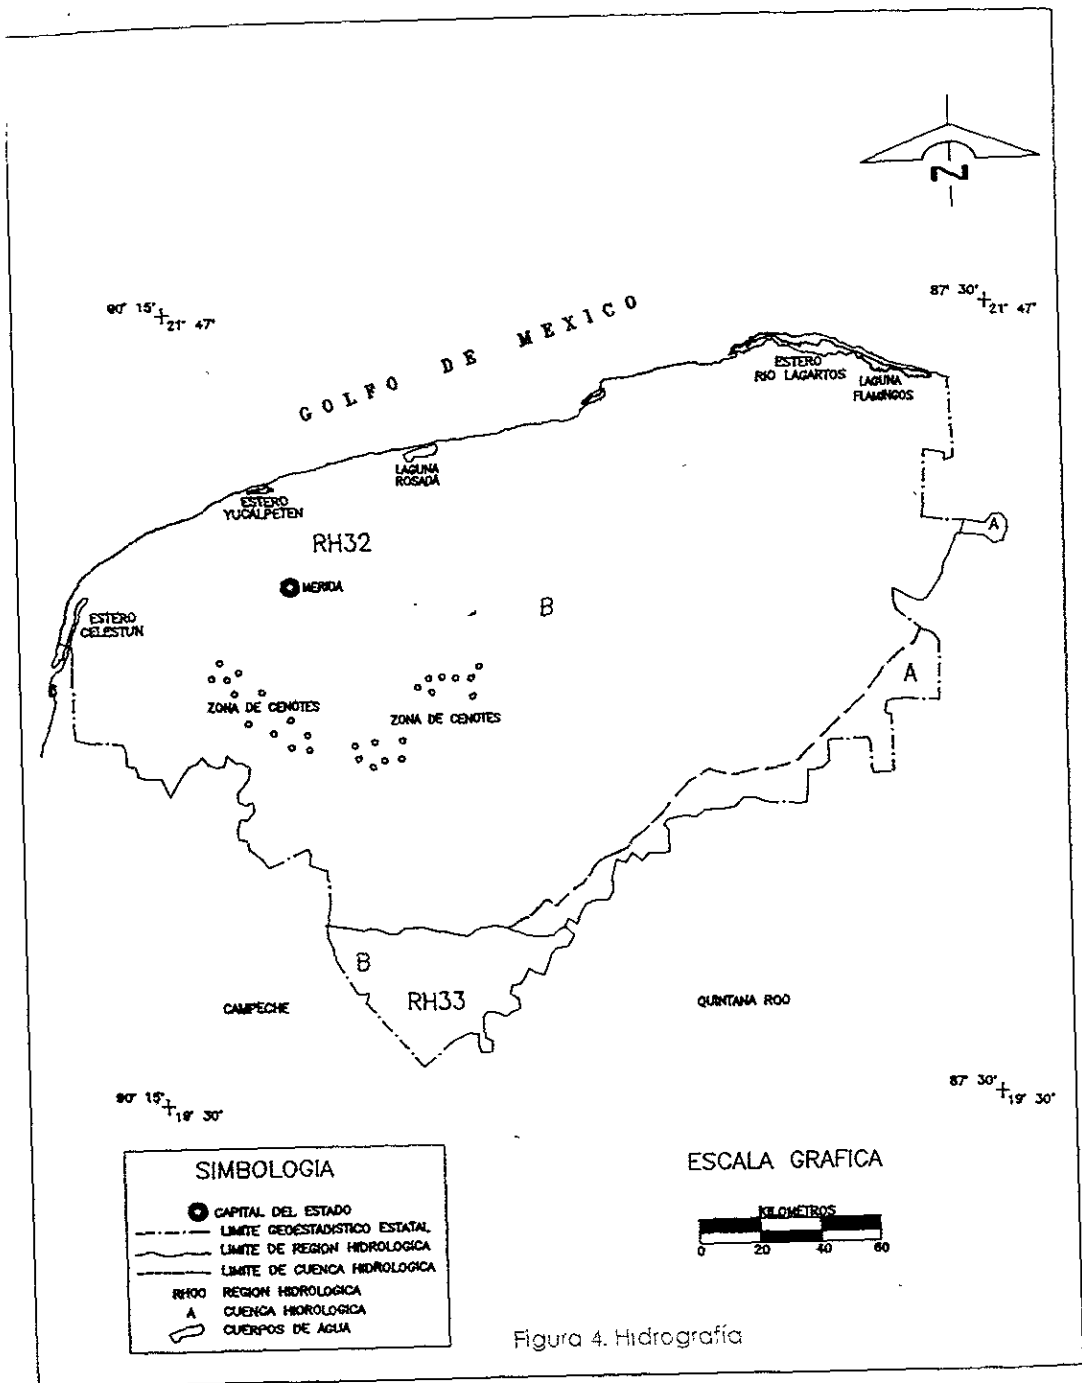 N
90° 15'
21° 47'
87° 30'
21° 47'
GOLFO DE MEXICO
ESTERO
RIO LAGARTOS
LAGUNA
FLAMINGOS
LAGUNA
ROSADA
ESTERO
YUCALPETEN
RH32
A
MERIDA
B
ESTERO
CELESTUN
A
ZONA DE CENOTES
ZONA DE CENOTES
B
RH33
CAMPECHE
QUINTANA ROO
90° 15'
19° 30'
87° 30'
19° 30'
SIMBOLOGIA
CAPITAL DEL ESTADO
LIMITE GEOESTADISTICO ESTATAL
LIMITE DE REGION HIDROLOGICA
LIMITE DE CUENCA HIDROLOGICA
RH00 REGION HIDROLOGICA
A CUENCA HIDROLOGICA
CUERPOS DE AGUA
ESCALA GRAFICA
KILOMETROS
0 20 40 60
Figura 4. Hidrografía